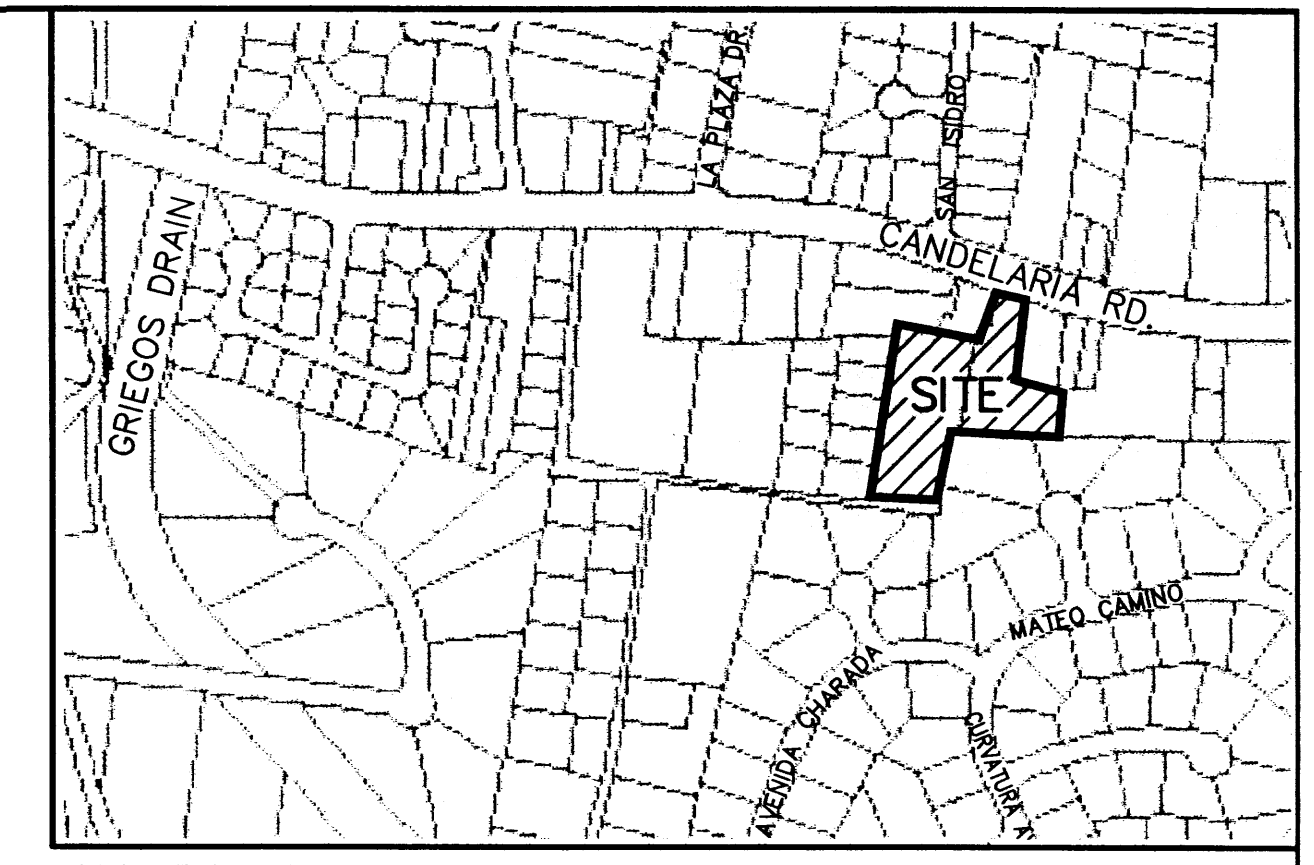 LA PLAZA DR.
SAN ISIDRO
GRIEGOS DRAIN
CANDELARIA RD.
SITE
MATEO CAMINO
AVENIDA CHARADA
CURVATURA